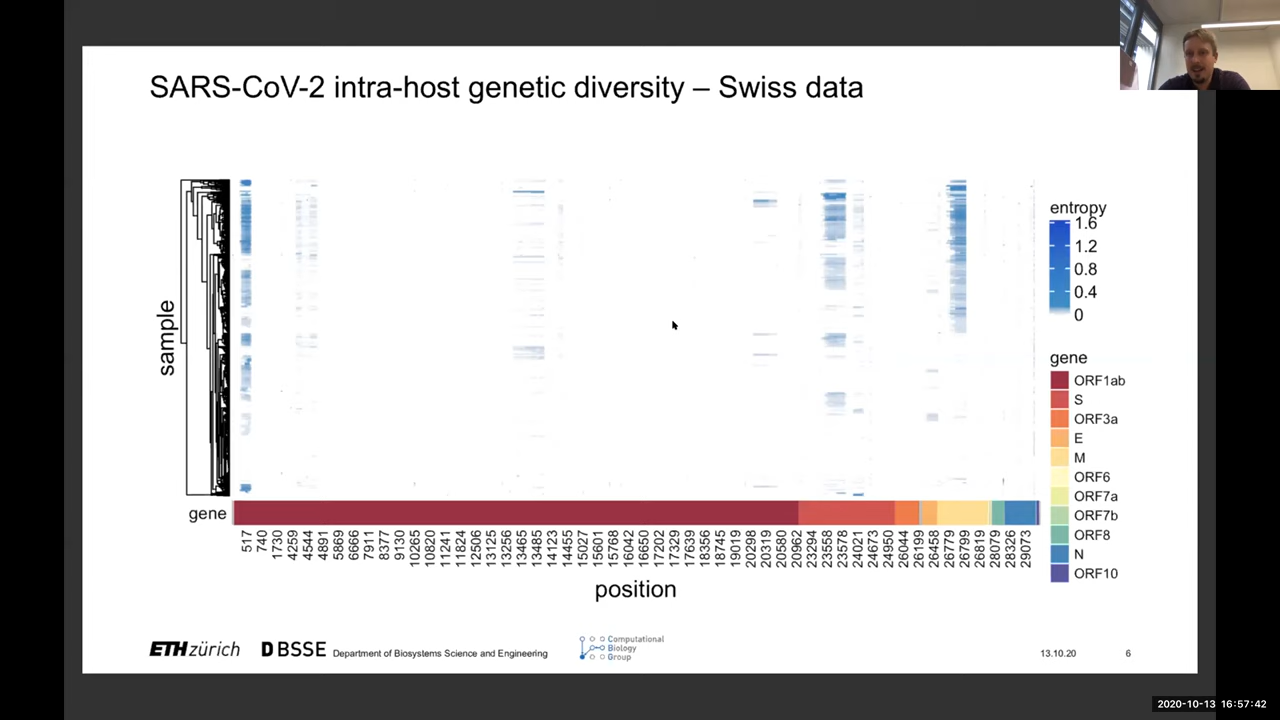 SARS-CoV-2 intra-host genetic diversity – Swiss data
sample
entropy
1.6
1.2
0.8
0.4
0
gene
ORF1ab
S
ORF3a
E
M
ORF6
ORF7a
ORF7b
ORF8
N
ORF10
gene
517 740 1730 4259 4544 4891 5869 6606 7911 8377 9130 10265 10820 11241 11824 12506 13125 13256 13465 13485 14123 14455 15027 15601 15768 16042 16650 17202 17329 17639 18356 18745 19019 20298 20319 20580 20962 23294 23558 23578 24021 24673 24950 26044 26199 26458 26779 26799 26819 28079 28326 29073
position
ETH zürich
DBSSE Department of Biosystems Science and Engineering
Computational
Biology
Group
13.10.20
6
2020-10-13 16:57:42